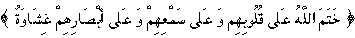 ﴿ خَتَمَ اللّهُ عَلَى قُلُوبِهِم وَ عَلَى سَمْعِهِمْ وَ عَلَى أَبْصَارِهِمْ غِشَاوَةٌ ﴾